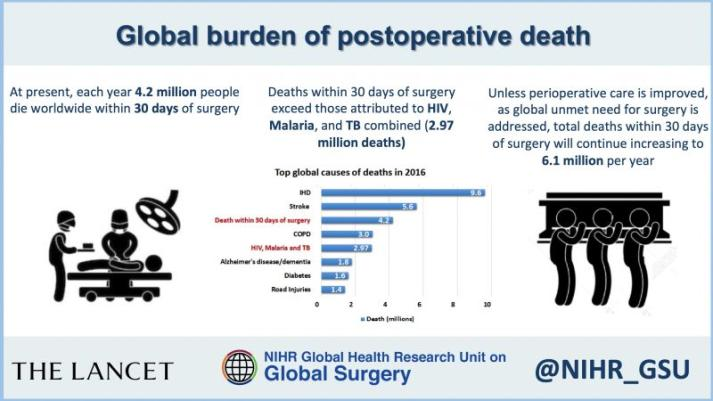 Global burden of postoperative death
At present, each year 4.2 million people
die worldwide within 30 days of surgery
Deaths within 30 days of surgery
exceed those attributed to HIV,
Malaria, and TB combined (2.97
million deaths)
Unless perioperative care is improved,
as global unmet need for surgery is
addressed, total deaths within 30 days
of surgery will continue increasing to
6.1 million per year
Top global causes of deaths in 2016
IHD 9.6
Stroke 5.6
Death within 30 days of surgery 4.2
COPD 3.0
HIV, Malaria and TB 2.97
Alzheimer's disease/dementia 1.8
Diabetes 1.6
Road Injuries 1.4
0 2 4 6 8 10
Death (millions)
THE LANCET
NIHR Global Health Research Unit on
Global Surgery
@NIHR_GSU